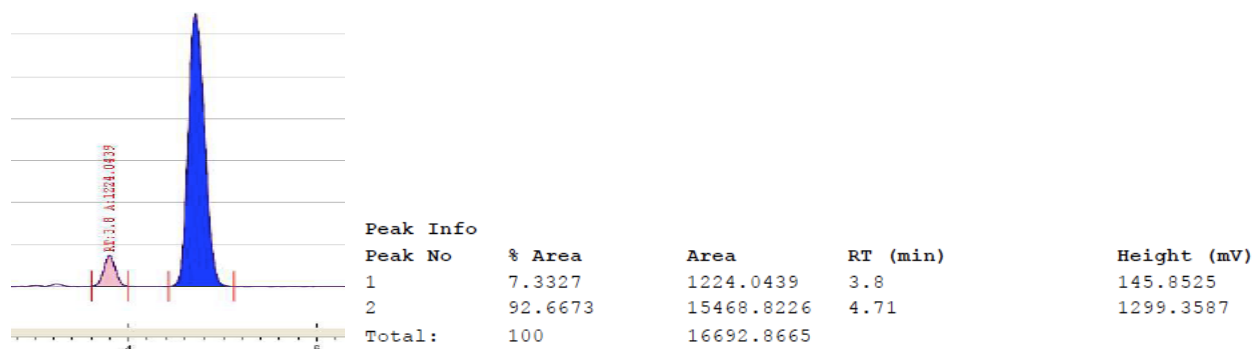 RT:3.8 A:1224.0439
4
Peak Info
Peak No % Area Area RT (min) Height (mV)
1 7.3327 1224.0439 3.8 145.8525
2 92.6673 15468.8226 4.71 1299.3587
Total: 100 16692.8665